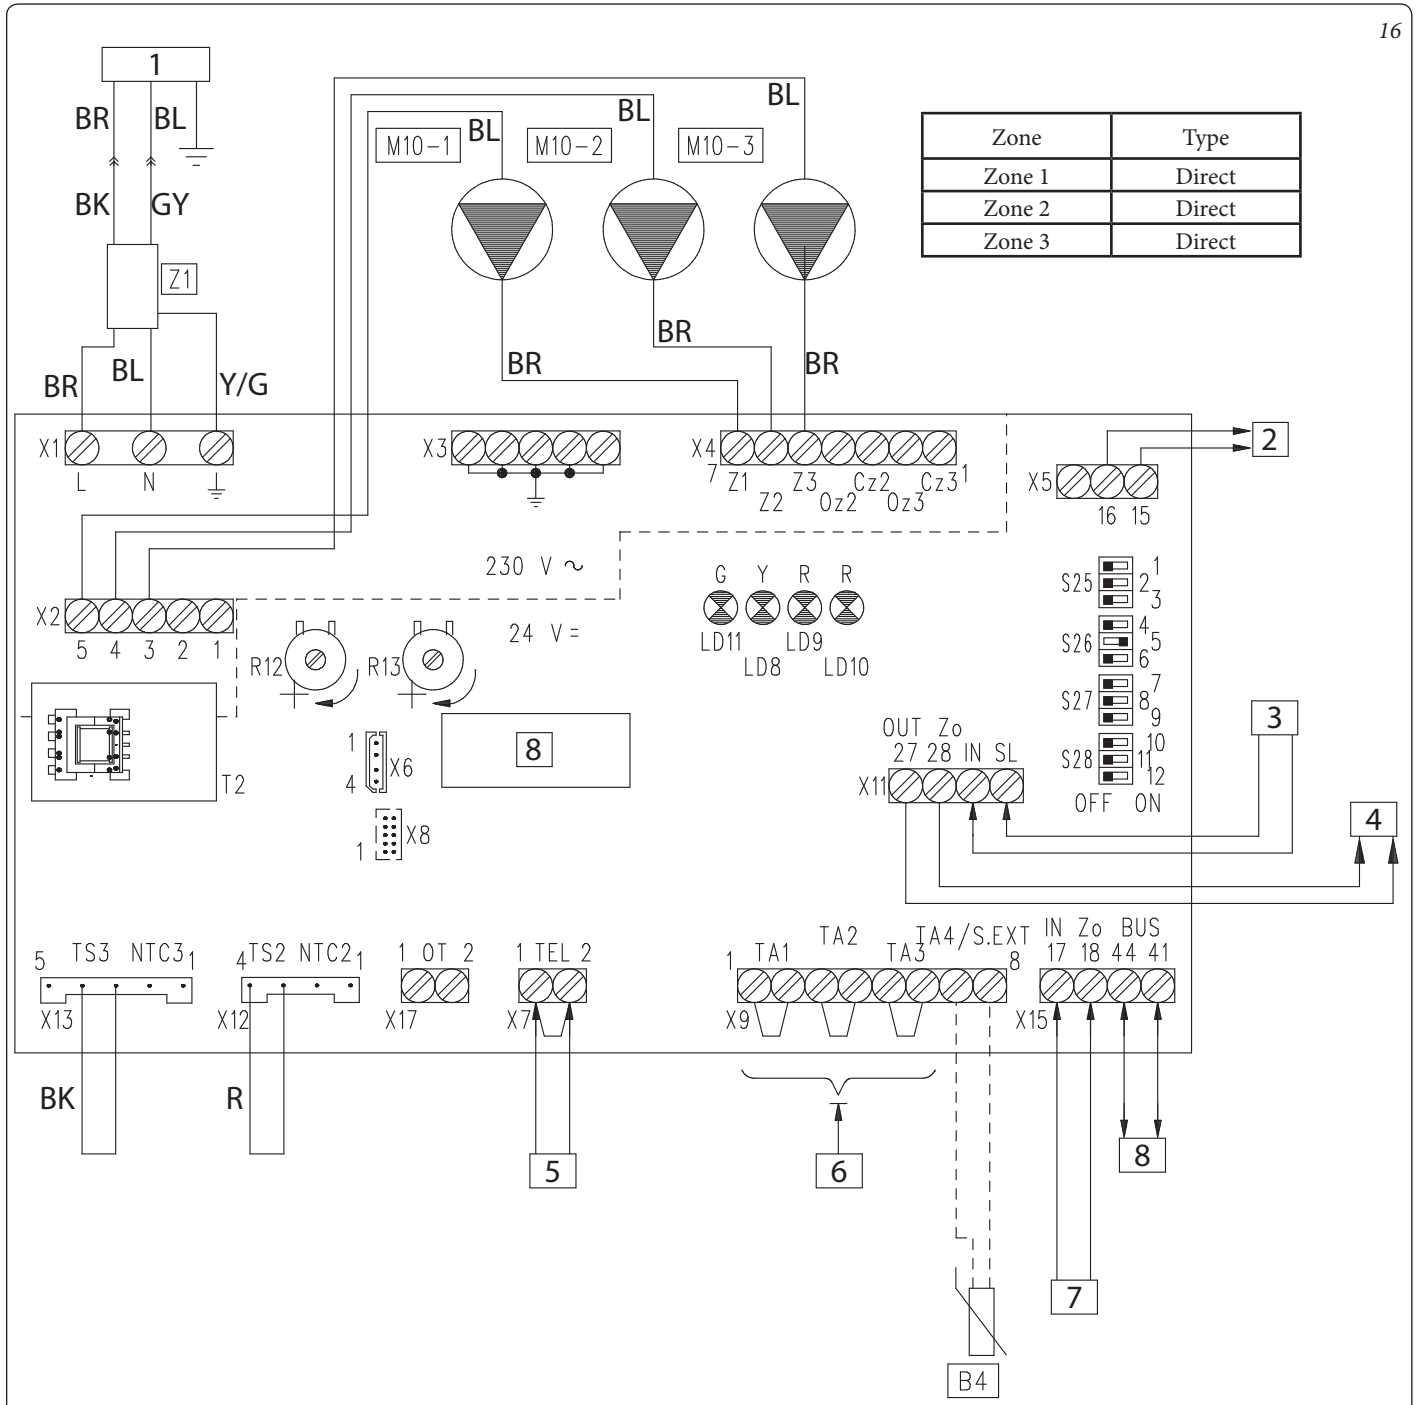 16
1
BR BL
BK GY
Z1
BR BL Y/G
M10-1 BL M10-2 BL M10-3 BL
BR BR BR
Zone Type
Zone 1 Direct
Zone 2 Direct
Zone 3 Direct
X1
L N
X3
X4
7 Z1 Z3 Cz2 Cz3 1
Z2 Oz2 Oz3
X5
16 15
2
230 V ~
24 V =
X2
5 4 3 2 1
R12 R13
G Y R R
LD11 LD9
LD8 LD10
S25 1 2 3
S26 4 5 6
S27 7 8 9
S28 10 11 12
OFF ON
T2
1
4 X6
8
1 X8
OUT Zo
27 28 IN SL
X11
3
4
5 TS3 NTC3 1
X13
4 TS2 NTC2 1
X12
1 OT 2
X17
1 TEL 2
X7
1 TA1 TA2 TA3 TA4/S.EXT 8
X9
IN Zo BUS
17 18 44 41
X15
BK
R
5
6
8
7
B4